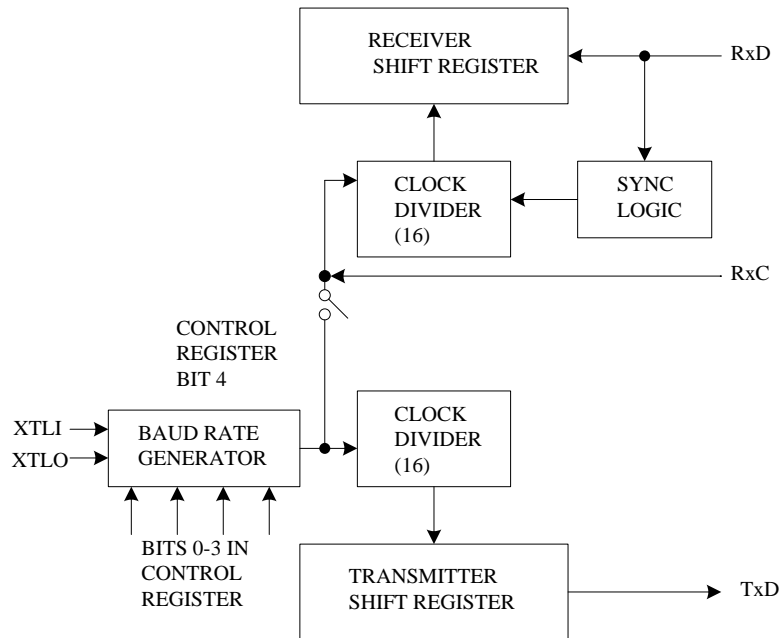 RECEIVER
SHIFT REGISTER
RxD
CLOCK
DIVIDER
(16)
SYNC
LOGIC
RxC
CONTROL
REGISTER
BIT 4
XTLI
XTLO
BAUD RATE
GENERATOR
CLOCK
DIVIDER
(16)
BITS 0-3 IN
CONTROL
REGISTER
TRANSMITTER
SHIFT REGISTER
TxD